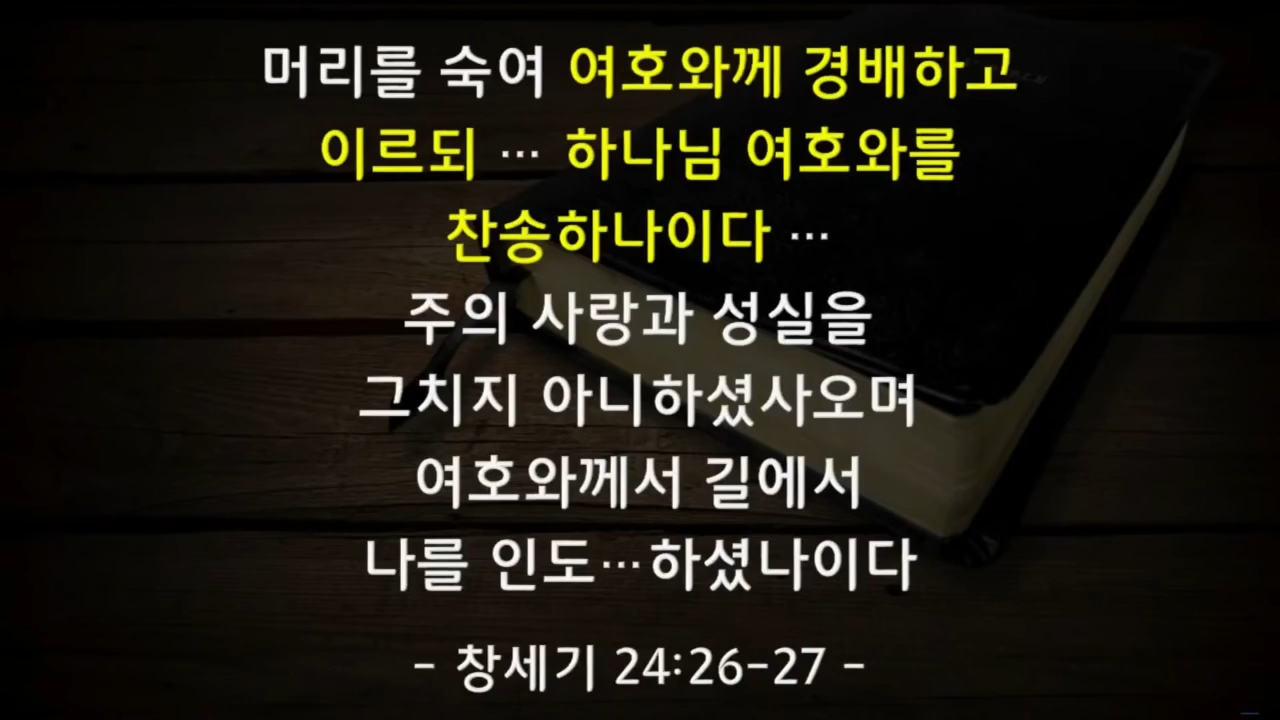 머리를 숙여 여호와께 경배하고
이르되 … 하나님 여호와를
찬송하나이다 …
주의 사랑과 성실을
그치지 아니하셨사오며
여호와께서 길에서
나를 인도…하셨나이다
- 창세기 24:26-27 -